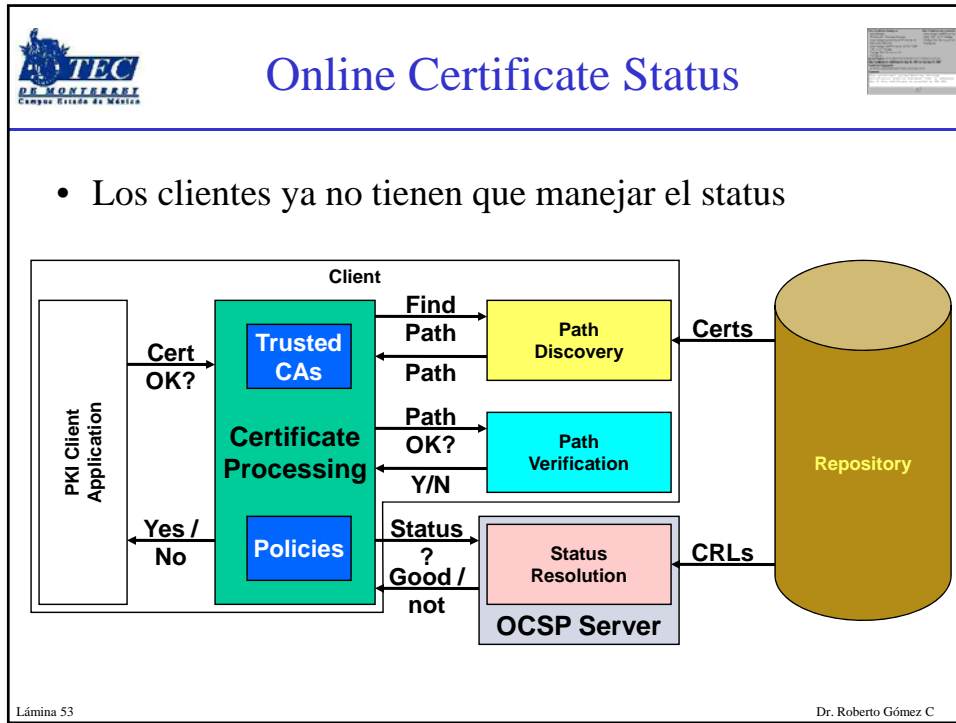 TEC
DE MONTERREY
Campus Estado de México
Online Certificate Status
• Los clientes ya no tienen que manejar el status
Client
PKI Client
Application
Cert
OK?
Yes /
No
Trusted
CAs
Certificate
Processing
Policies
Find
Path
Path
Path
OK?
Y/N
Status
?
Good /
not
Path
Discovery
Path
Verification
Status
Resolution
OCSP Server
Certs
CRLs
Repository
Lámina 53
Dr. Roberto Gómez C